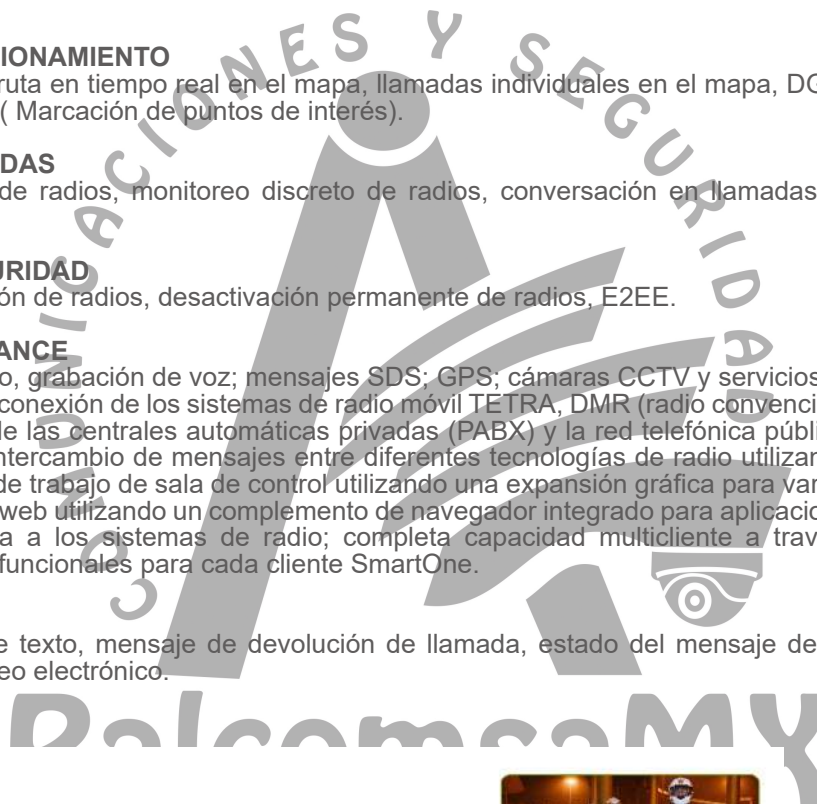 IONAMIENTO
ruta en tiempo real en el mapa, llamadas individuales en el mapa, DG
( Marcación de puntos de interés).
DAS
de radios, monitoreo discreto de radios, conversación en llamadas
URIDAD
ón de radios, desactivación permanente de radios, E2EE.
ANCE
o, grabación de voz; mensajes SDS; GPS; cámaras CCTV y servicios
conexión de los sistemas de radio móvil TETRA, DMR (radio convenci
de las centrales automáticas privadas (PABX) y la red telefónica públi
ntercambio de mensajes entre diferentes tecnologías de radio utilizan
de trabajo de sala de control utilizando una expansión gráfica para var
web utilizando un complemento de navegador integrado para aplicacio
a a los sistemas de radio; completa capacidad multicliente a trav
funcionales para cada cliente SmartOne.
e texto, mensaje de devolución de llamada, estado del mensaje de
eo electrónico.
COMUNICACIONES Y SEGURIDAD
RalcomsaMX